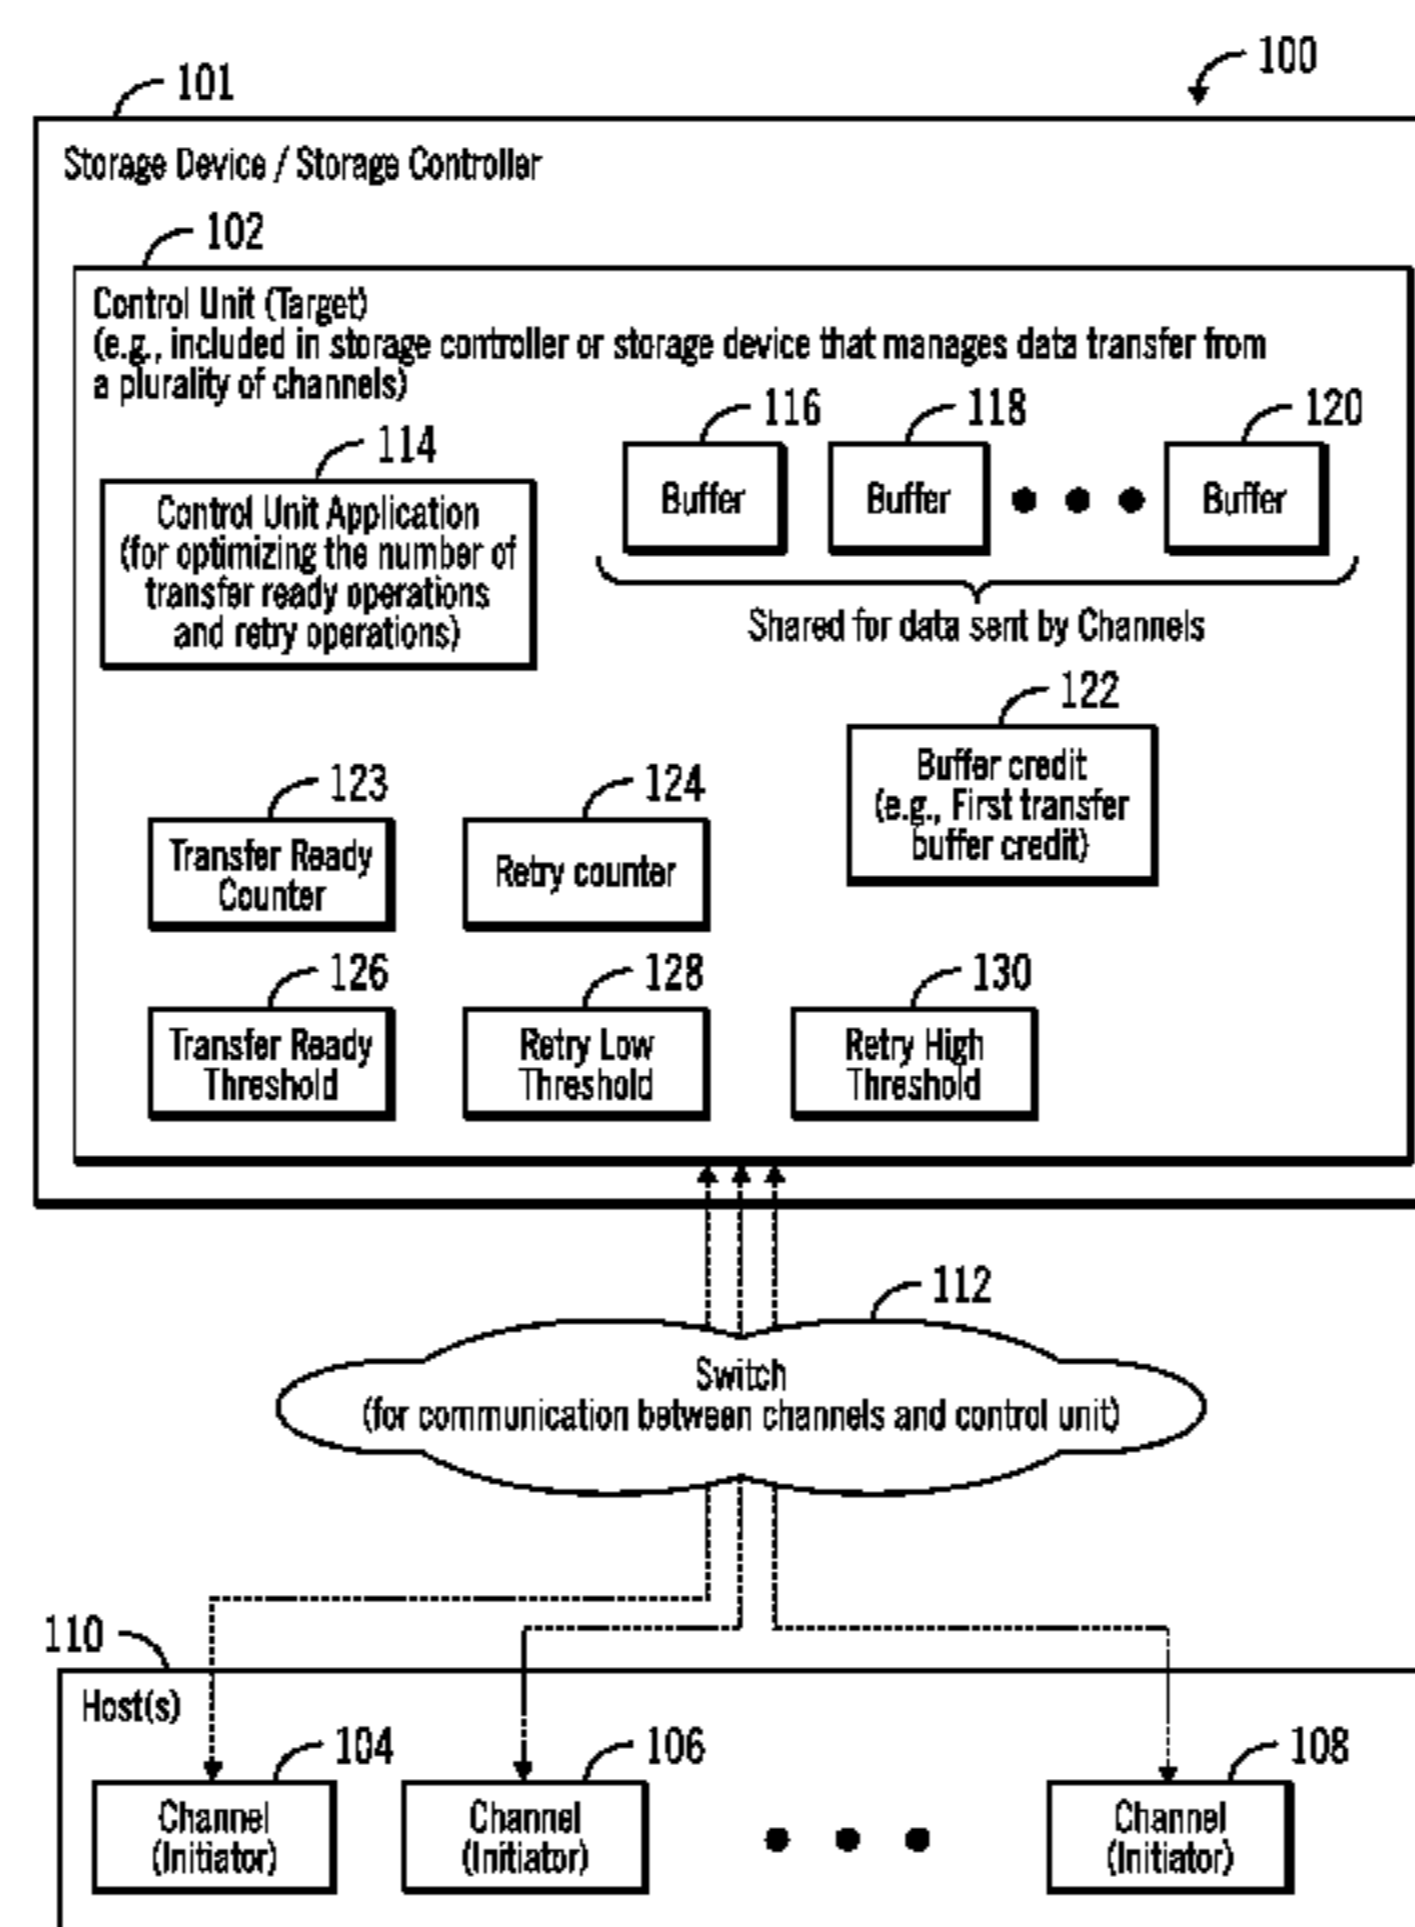 100
101
Storage Device / Storage Controller
102
Control Unit (Target)
(e.g., included in storage controller or storage device that manages data transfer from
a plurality of channels)
114
Control Unit Application
(for optimizing the number of
transfer ready operations
and retry operations)
116
Buffer
118
Buffer
120
Buffer
Shared for data sent by Channels
122
Buffer credit
(e.g., First transfer
buffer credit)
123
Transfer Ready
Counter
124
Retry counter
126
Transfer Ready
Threshold
128
Retry Low
Threshold
130
Retry High
Threshold
112
Switch
(for communication between channels and control unit)
110
Host(s)
104
Channel
(Initiator)
106
Channel
(Initiator)
108
Channel
(Initiator)